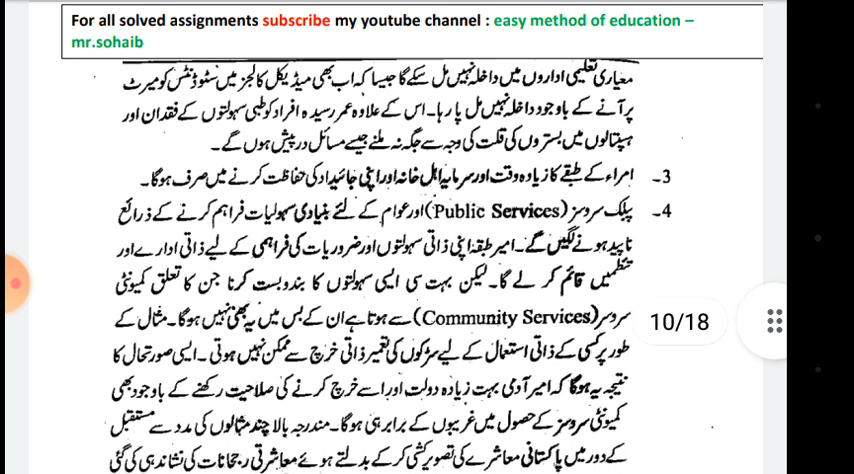 For all solved assignments subscribe my youtube channel : easy method of education –
mr.sohaib
معیاری تعلیمی اداروں میں داخلہ نہیں مل سکے گا جیسا کہ اب بھی میڈیکل کالجز میں سٹوڈنٹس کو میرٹ
پر آنے کے باوجود داخلہ نہیں مل پا رہا۔ اس کے علاوہ عمر رسیدہ افراد کو طبی سہولتوں کے فقدان اور
ہسپتالوں میں بستروں کی قلت کی وجہ سے جگہ نہ ملنے جیسے مسائل درپیش ہوں گے۔
3- امراء کے طبقے کا زیادہ وقت اور سرمایہ اہل خانہ اور اپنی جائیداد کی حفاظت کرنے میں صرف ہوگا۔
4- پبلک سروسز (Public Services) اور عوام کے لئے بنیادی سہولیات فراہم کرنے کے ذرائع
ناپید ہونے لگیں گے۔ امیر طبقہ اپنی ذاتی سہولتوں اور ضروریات کی فراہمی کے لیے ذاتی ادارے اور
تنظیمیں قائم کر لے گا۔ لیکن بہت سی ایسی سہولتوں کا بندوبست کرنا جن کا تعلق کمیونٹی
سروسز (Community Services) سے ہوتا ہے ان کے بس میں یہ بھی نہیں ہوگا۔ مثال کے
10/18
طور پر کسی کے ذاتی استعمال کے لیے سڑکوں کی تعمیر ذاتی خرچ سے ممکن نہیں ہوتی۔ ایسی صورتحال کا
نتیجہ یہ ہوگا کہ امیر آدمی بہت زیادہ دولت اور اسے خرچ کرنے کی صلاحیت رکھنے کے باوجود بھی
کمیونٹی سروسز کے حصول میں غریبوں کے برابر ہی ہوگا۔ مندرجہ بالا چند مثالوں کی مدد سے مستقبل
کے دور میں پاکستانی معاشرے کی تصویر کشی کر کے بدلتے ہوئے معاشرتی رجحانات کی نشاندہی کی گئی